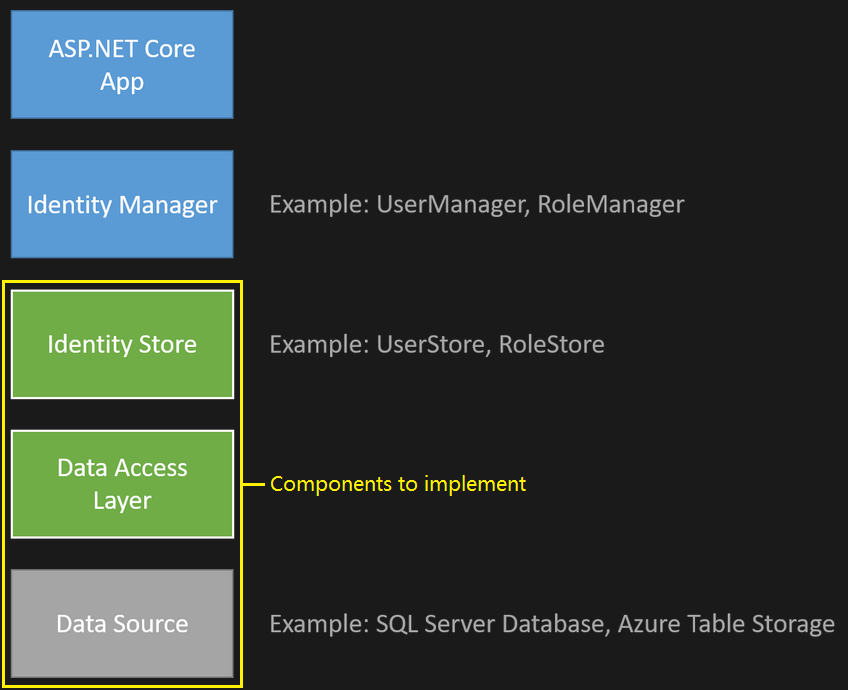 ASP.NET Core
App
Identity Manager
Example: UserManager, RoleManager
Identity Store
Example: UserStore, RoleStore
Data Access
Layer
Components to implement
Data Source
Example: SQL Server Database, Azure Table Storage